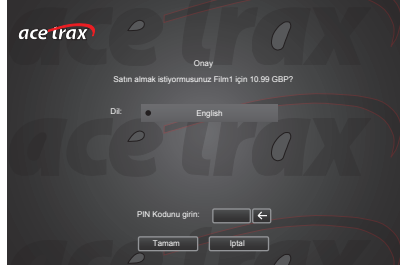 ace trax
Onay
Satın almak istiyormusunuz Film1 için 10.99 GBP?
Dil:
English
PIN Kodunu girin:
Tamam
Iptal